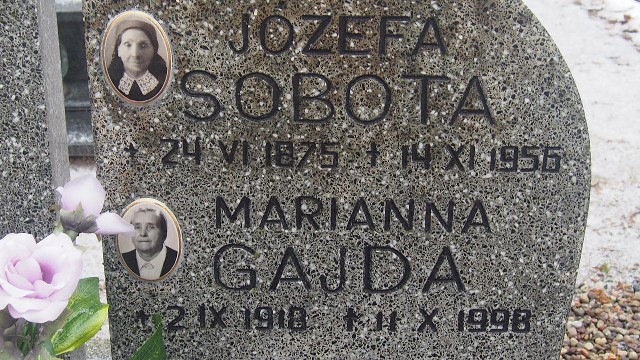 JÓZEFA
SOBOTA
* 24 VI 1875 + 14 XI 1956
MARIANNA
GAJDA
* 2 IX 1918 + 11 X 1998